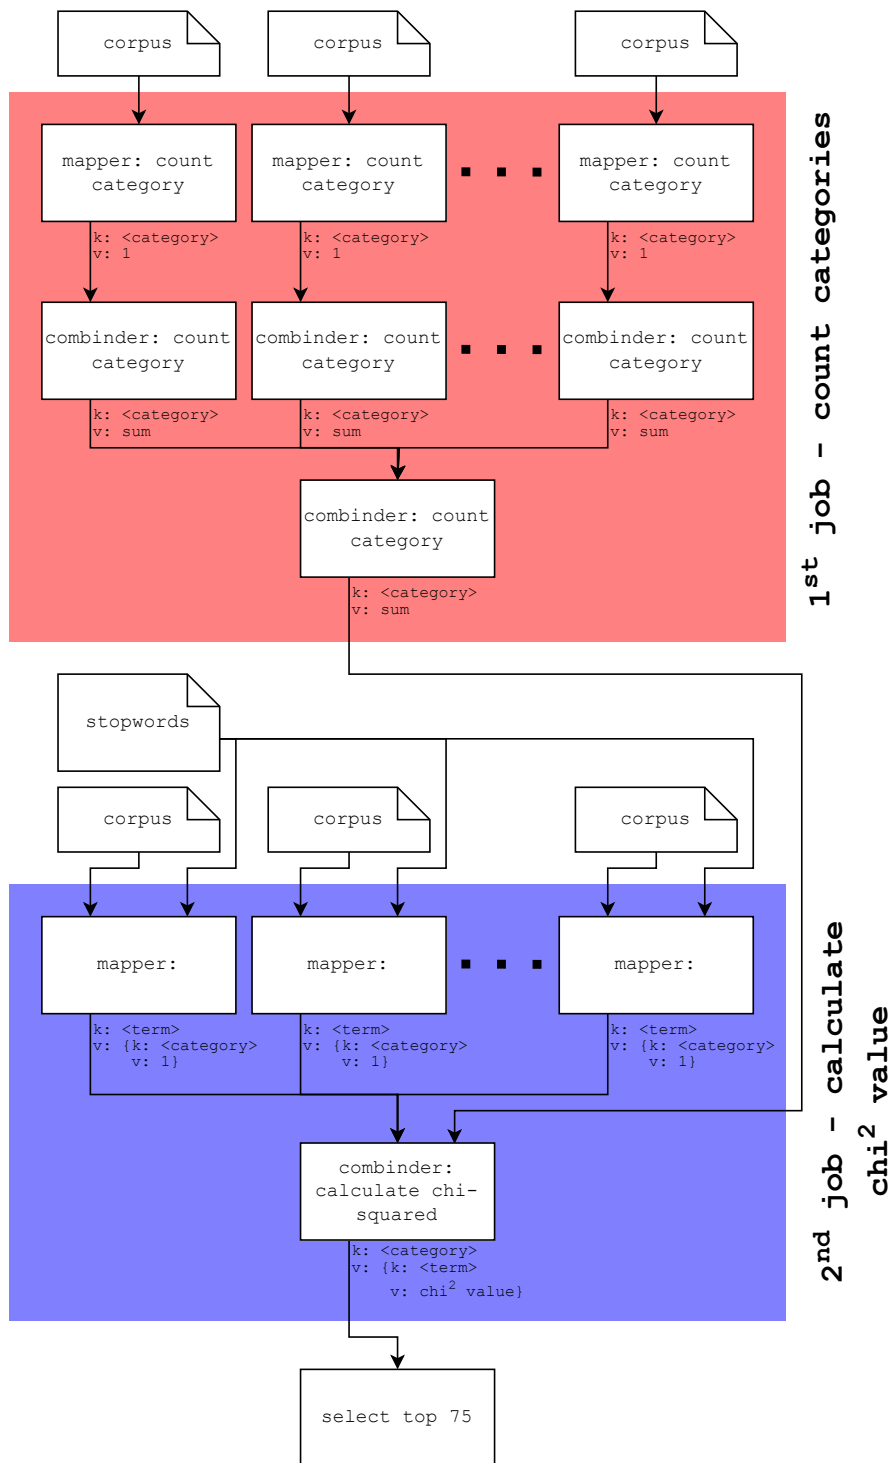 corpus
corpus
corpus
mapper: count
category
mapper: count
category
mapper: count
category
k: <category>
v: 1
k: <category>
v: 1
k: <category>
v: 1
combinder: count
category
combinder: count
category
combinder: count
category
k: <category>
v: sum
k: <category>
v: sum
k: <category>
v: sum
combinder: count
category
k: <category>
v: sum
1st job - count categories
stopwords
corpus
corpus
corpus
mapper:
mapper:
mapper:
k: <term>
v: {k: <category>
v: 1}
k: <term>
v: {k: <category>
v: 1}
k: <term>
v: {k: <category>
v: 1}
combinder:
calculate chi-
squared
k: <category>
v: {k: <term>
v: chi² value}
2nd job - calculate
chi² value
select top 75